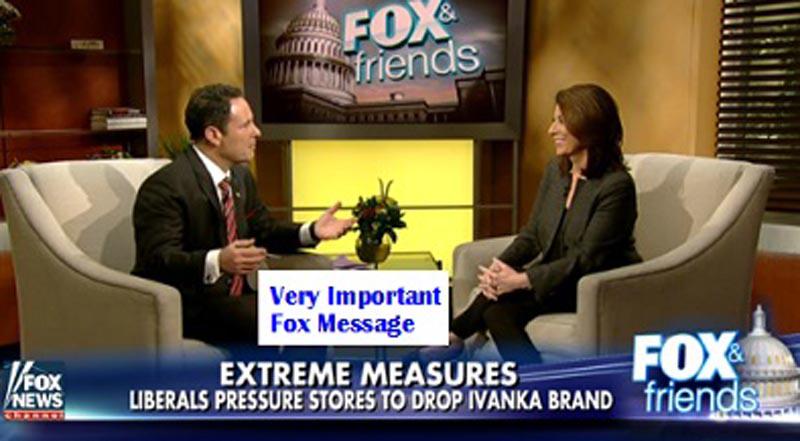 FOX &
friends
Very Important
Fox Message
EXTREME MEASURES
LIBERALS PRESSURE STORES TO DROP IVANKA BRAND
FOX
NEWS
channel
FOX &
friends